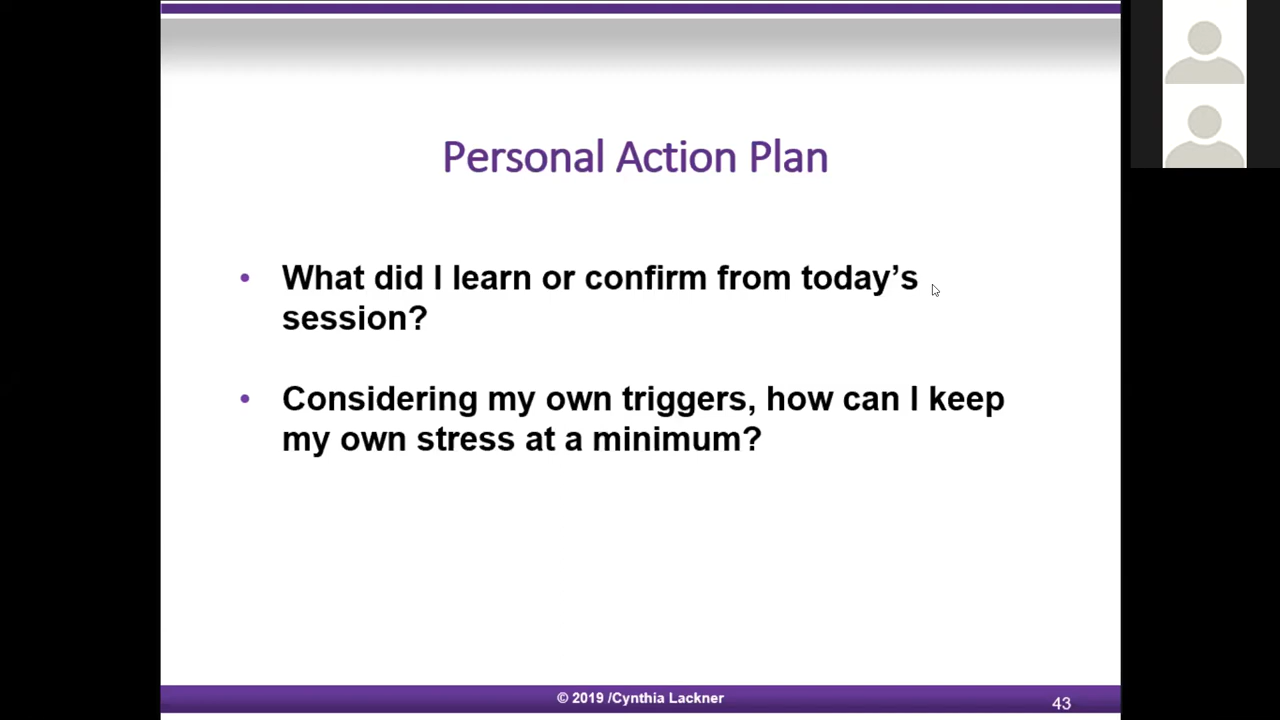 Personal Action Plan
• What did I learn or confirm from today’s
session?
• Considering my own triggers, how can I keep
my own stress at a minimum?
© 2019 /Cynthia Lackner
43